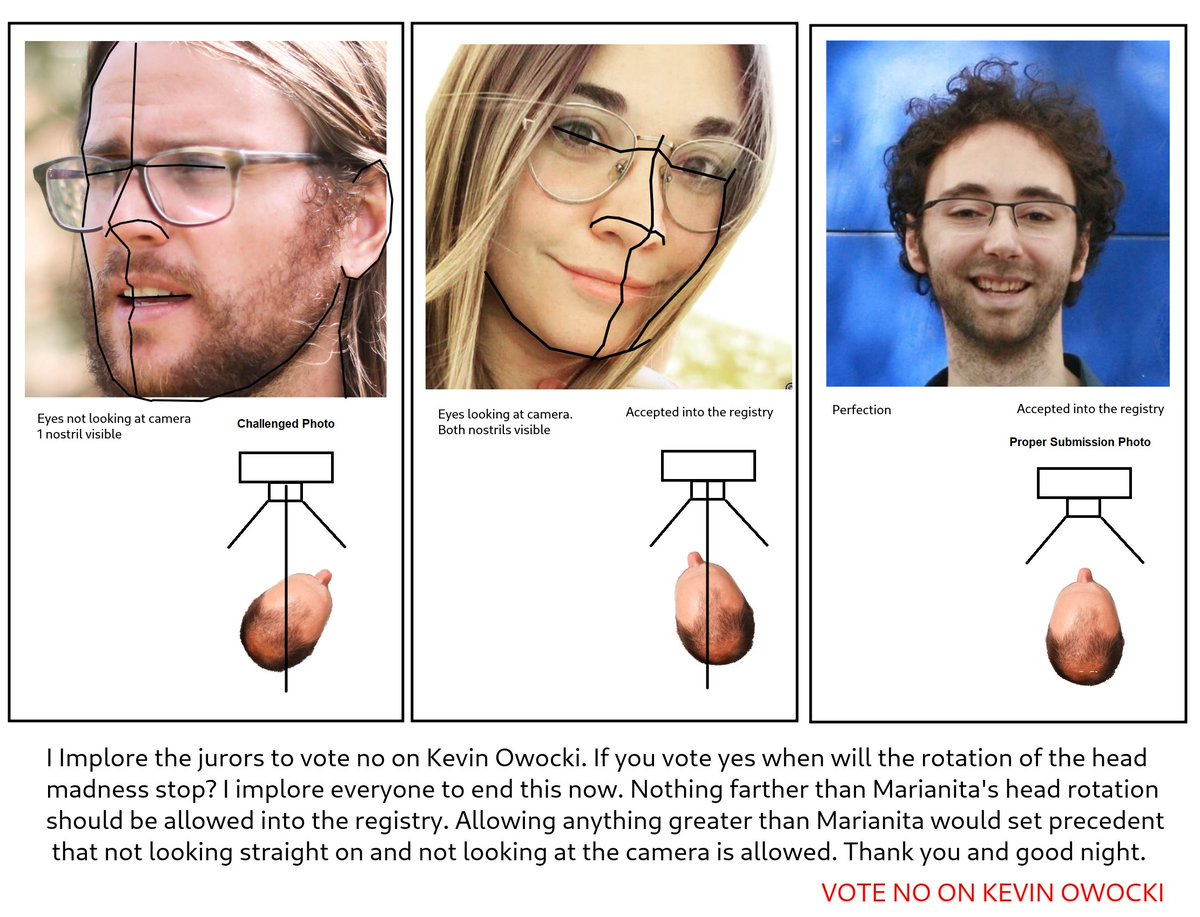 Eyes not looking at camera
1 nostril visible
Challenged Photo
Eyes looking at camera.
Both nostrils visible
Accepted into the registry
Perfection
Accepted into the registry
Proper Submission Photo
I Implore the jurors to vote no on Kevin Owocki. If you vote yes when will the rotation of the head
madness stop? I implore everyone to end this now. Nothing farther than Marianita's head rotation
should be allowed into the registry. Allowing anything greater than Marianita would set precedent
that not looking straight on and not looking at the camera is allowed. Thank you and good night.
VOTE NO ON KEVIN OWOCKI